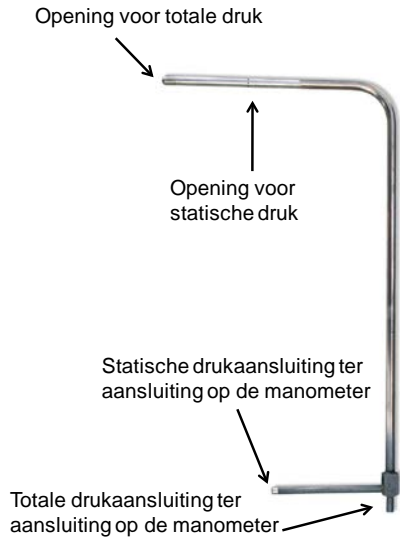 Opening voor totale druk
Opening voor
statische druk
Statische drukaansluiting ter
aansluiting op de manometer
Totale drukaansluiting ter
aansluiting op de manometer